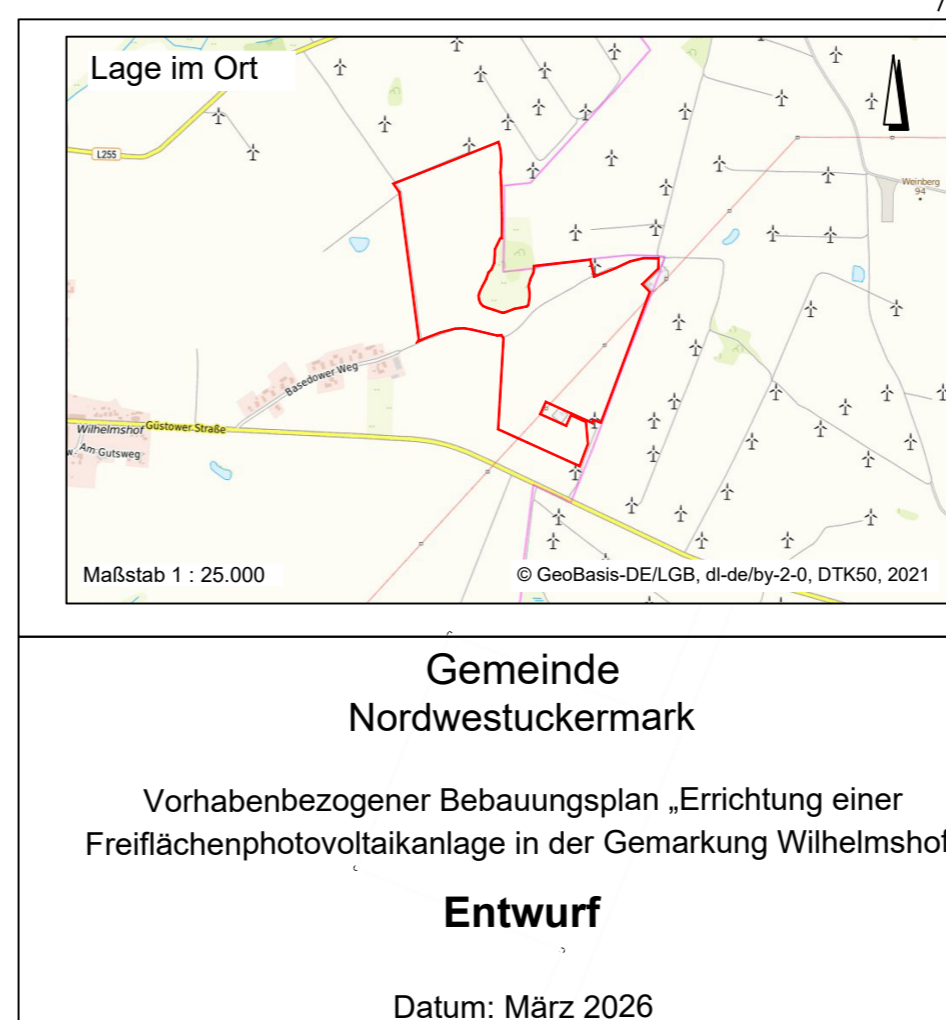 Lage im Ort
L255
Weinberg
94
Basedower Weg
Wilhelmshof
Güstower Straße
Am Gutsweg
w.
Maßstab 1 : 25.000
© GeoBasis-DE/LGB, dl-de/by-2-0, DTK50, 2021
Gemeinde
Nordwestuckermark
Vorhabenbezogener Bebauungsplan „Errichtung einer
Freiflächenphotovoltaikanlage in der Gemarkung Wilhelmshof
Entwurf
Datum: März 2026